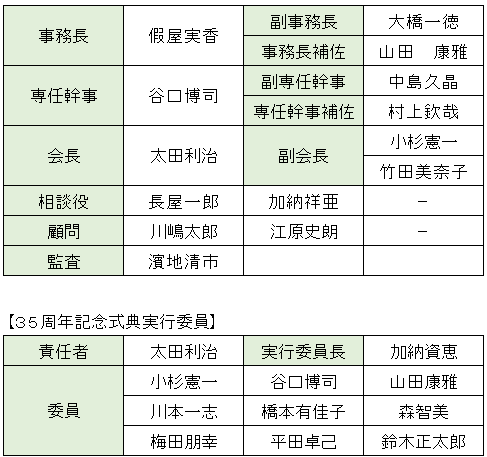 事務長 假屋実香 副事務長 大橋一徳
事務長補佐 山田　康雅
専任幹事 谷口博司 副専任幹事 中島久晶
専任幹事補佐 村上欽哉
会長 太田利治 副会長 小杉憲一
竹田美奈子
相談役 長屋一郎 加納祥亜 －
顧問 川嶋太郎 江原史朗 －
監査 濱地清市
【３５周年記念式典実行委員】
責任者 太田利治 実行委員長 加納資恵
委員 小杉憲一 谷口博司 山田康雅
川本一志 橋本有佳子 森智美
梅田朋幸 平田卓己 鈴木正太郎